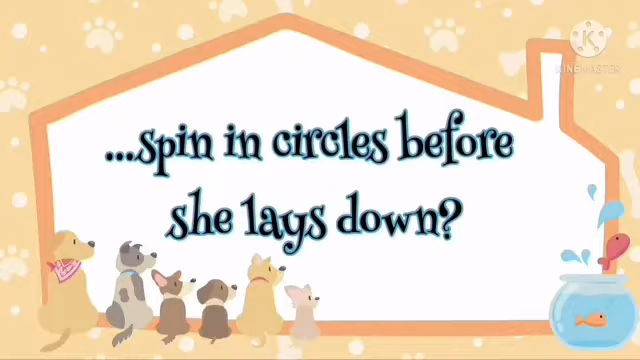 K
KINEMASTER
...spin in circles before
she lays down?